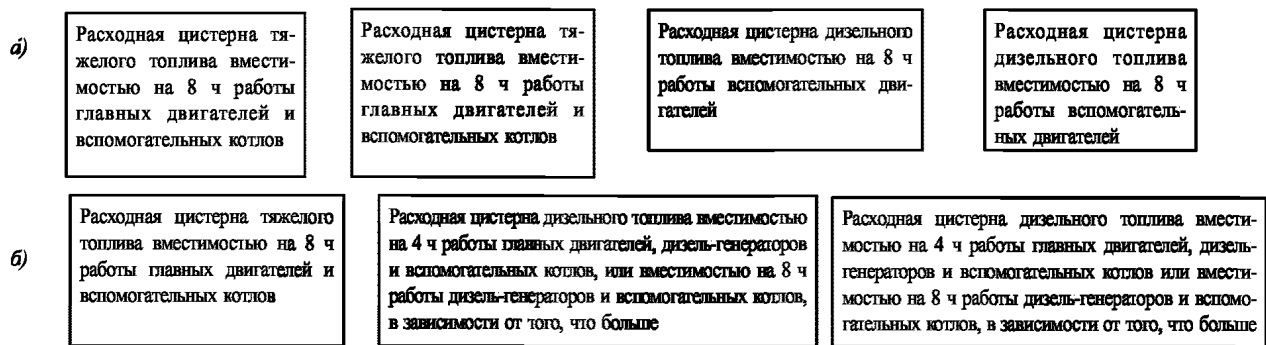 а)
Расходная цистерна тя-
желого топлива вмести-
мостью на 8 ч работы
главных двигателей и
вспомогательных котлов
Расходная цистерна тя-
желого топлива вмести-
мостью на 8 ч работы
главных двигателей и
вспомогательных котлов
Расходная цистерна дизельного
топлива вместимостью на 8 ч
работы вспомогательных дви-
гателей
Расходная цистерна
дизельного топлива
вместимостью на 8 ч
работы вспомогатель-
ных двигателей
б)
Расходная цистерна тяжелого
топлива вместимостью на 8 ч
работы главных двигателей и
вспомогательных котлов
Расходная цистерна дизельного топлива вместимостью
на 4 ч работы главных двигателей, дизель-генераторов
и вспомогательных котлов, или вместимостью на 8 ч
работы дизель-генераторов и вспомогательных котлов,
в зависимости от того, что больше
Расходная цистерна дизельного топлива вмести-
мостью на 4 ч работы главных двигателей, дизель-
генераторов и вспомогательных котлов или вмести-
мостью на 8 ч работы дизель-генераторов и вспомо-
гательных котлов, в зависимости от того, что больше